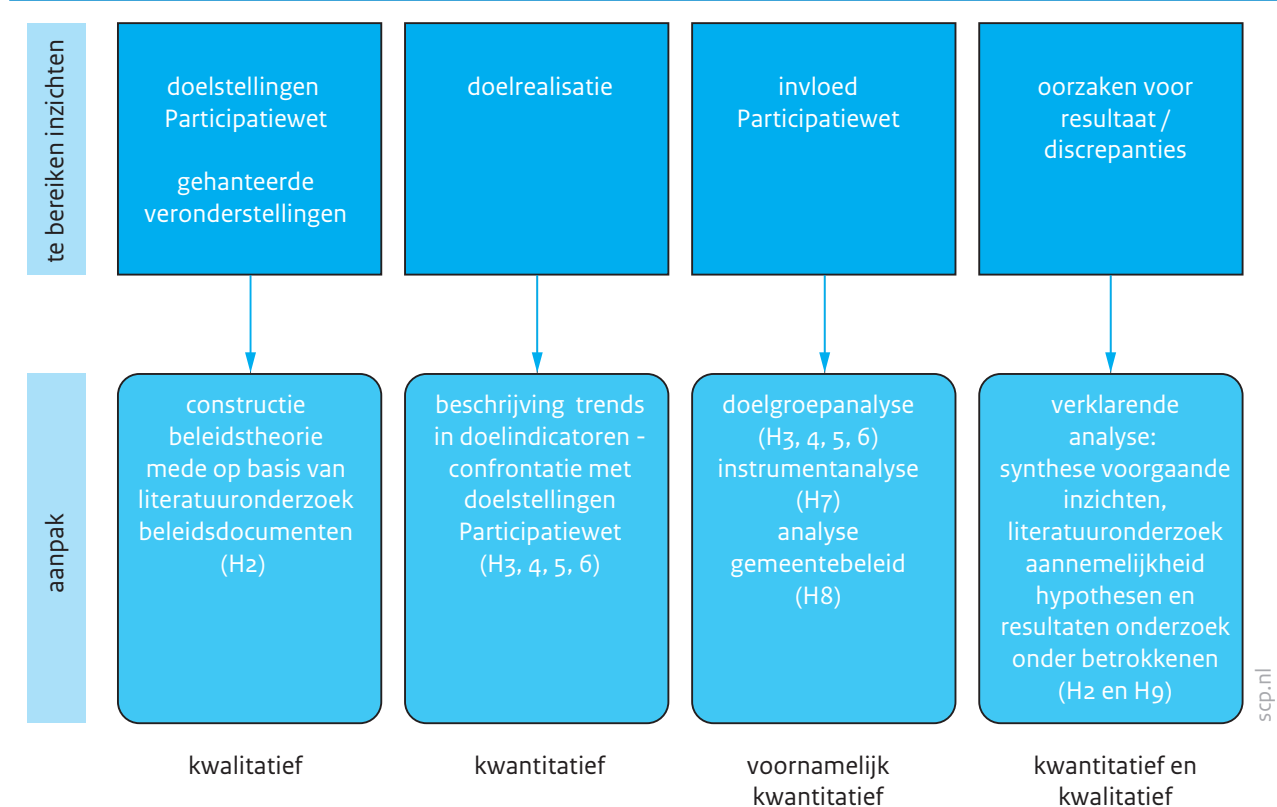 te bereiken inzichten
doelstellingen
Participatiewet
gehanteerde
veronderstellingen
doelrealisatie
invloed
Participatiewet
oorzaken voor
resultaat /
discrepanties
aanpak
constructie
beleidstheorie
mede op basis van
literatuuronderzoek
beleidsdocumenten
(H2)
beschrijving trends
in doelindicatoren -
confrontatie met
doelstellingen
Participatiewet
(H3, 4, 5, 6)
doelgroepanalyse
(H3, 4, 5, 6)
instrumentanalyse
(H7)
analyse
gemeentebeleid
(H8)
verklarende
analyse:
synthese voorgaande
inzichten,
literatuuronderzoek
aannemelijkheid
hypothesen en
resultaten onderzoek
onder betrokkenen
(H2 en H9)
kwalitatief
kwantitatief
voornamelijk
kwantitatief
kwantitatief en
kwalitatief
scp.nl